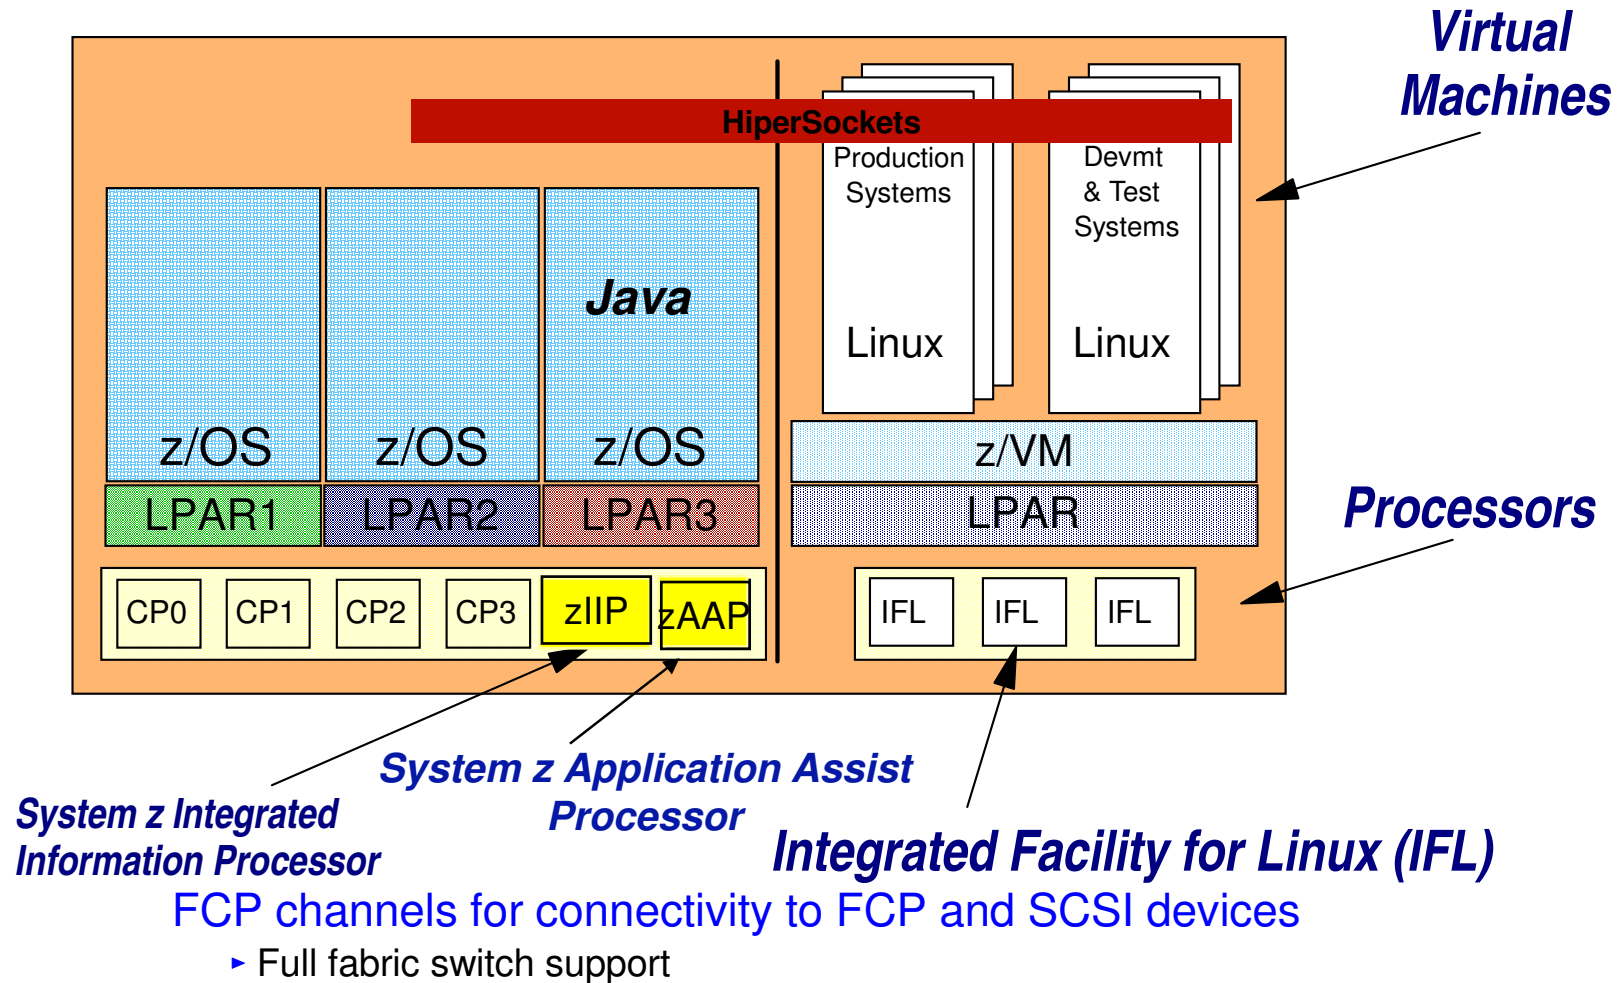 Virtual
Machines
HiperSockets
Production
Systems
Devmt
& Test
Systems
Java
Linux
Linux
z/OS
z/OS
z/OS
z/VM
LPAR1
LPAR2
LPAR3
LPAR
Processors
CP0
CP1
CP2
CP3
zIIP
zAAP
IFL
IFL
IFL
System z Application Assist
Processor
System z Integrated
Information Processor
Integrated Facility for Linux (IFL)
FCP channels for connectivity to FCP and SCSI devices
► Full fabric switch support